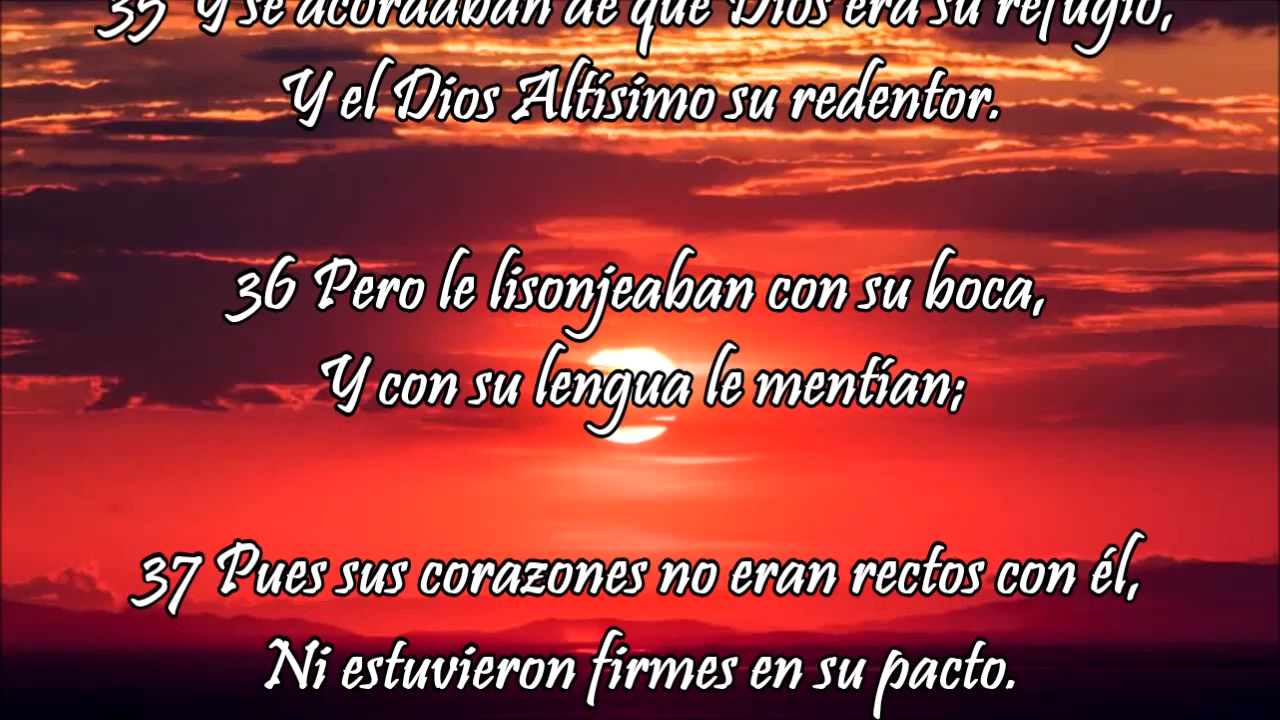 35 Y se acordaban de que Dios era su refugio,
Y el Dios Altísimo su redentor.
36 Pero le lisonjeaban con su boca,
Y con su lengua le mentían;
37 Pues sus corazones no eran rectos con él,
Ni estuvieron firmes en su pacto.